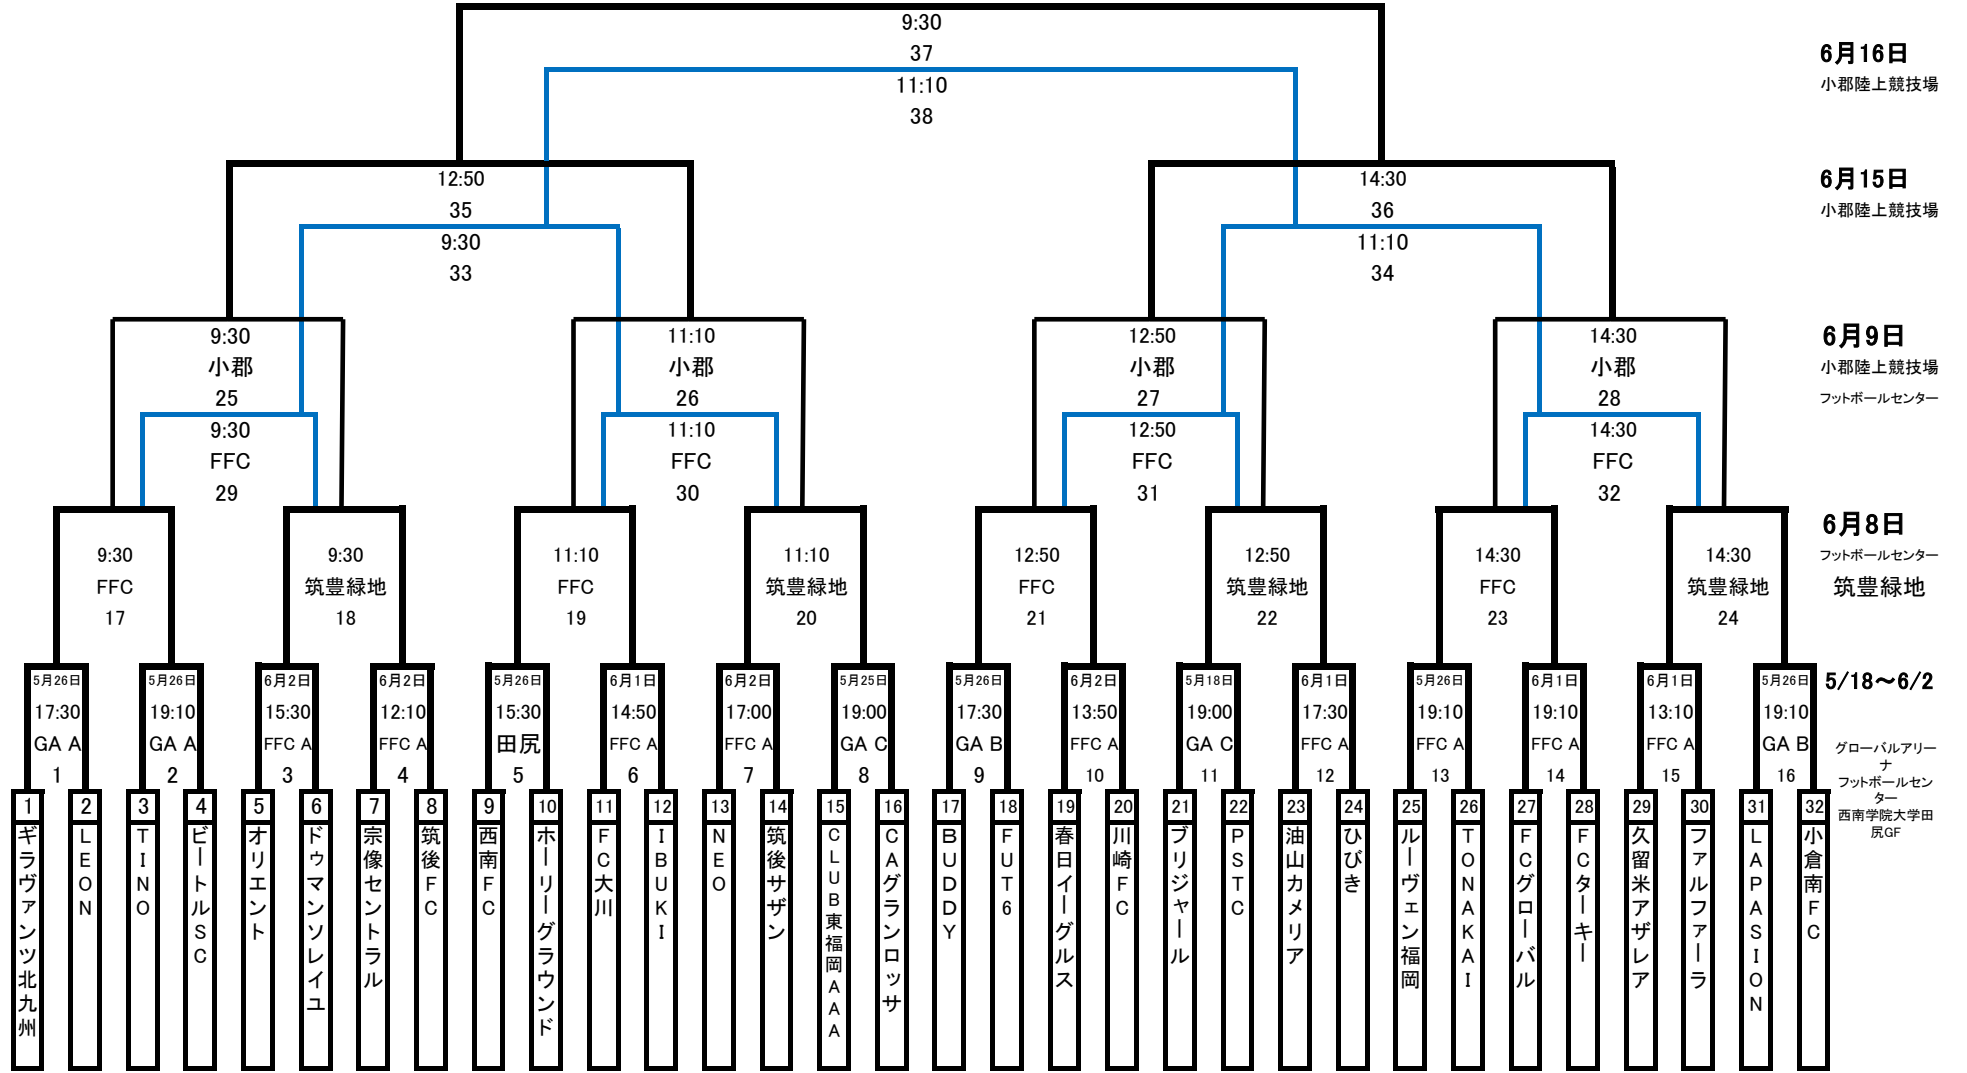 9:30
37
6月16日
11:10
小郡陸上競技場
38
12:50
14:30
6月15日
35
36
小郡陸上競技場
9:30
11:10
33
34
9:30
11:10
12:50
14:30
6月9日
小郡
小郡
小郡
小郡
小郡陸上競技場
25
26
27
28
フットボールセンター
9:30
11:10
12:50
14:30
FFC
FFC
FFC
FFC
29
30
31
32
6月8日
9:30
9:30
11:10
11:10
12:50
12:50
14:30
14:30
フットボールセンター
FFC
筑豊緑地
FFC
筑豊緑地
FFC
筑豊緑地
FFC
筑豊緑地
筑豊緑地
17
18
19
20
21
22
23
24
5月26日
5月26日
6月2日
6月2日
5月26日
6月1日
6月2日
5月25日
5月26日
6月2日
5月18日
6月1日
5月26日
6月1日
6月1日
5月26日
5/18～6/2
17:30
19:10
15:30
12:10
15:30
14:50
17:00
19:00
17:30
13:50
19:00
17:30
19:10
19:10
13:10
19:10
GA A
GA A
FFC A
FFC A
田尻
FFC A
FFC A
GA C
GA B
FFC A
GA C
FFC A
FFC A
FFC A
FFC A
GA B
グローバルアリー
ナ
フットボールセン
ター
西南学院大学田
尻GF
1
2
3
4
5
6
7
8
9
10
11
12
13
14
15
16
1
ギラヴァンツ北九州
2
LEON
3
TINO
4
ビートルSC
5
オリエント
6
ドゥマンソレイユ
7
宗像セントラル
8
筑後FC
9
西南FC
10
ホーリーグラウンド
11
FC大川
12
IBUKI
13
NEO
14
筑後サザン
15
CLUB東福岡AAA
16
CAグランロッサ
17
BUDDY
18
FUT6
19
春日イーグルス
20
川崎FC
21
ブリジャール
22
PSTC
23
油山カメリア
24
ひびき
25
ルーヴェン福岡
26
TONAKAI
27
FCグローバル
28
FCターキー
29
久留米アザレア
30
ファルファーラ
31
LAPASION
32
小倉南FC